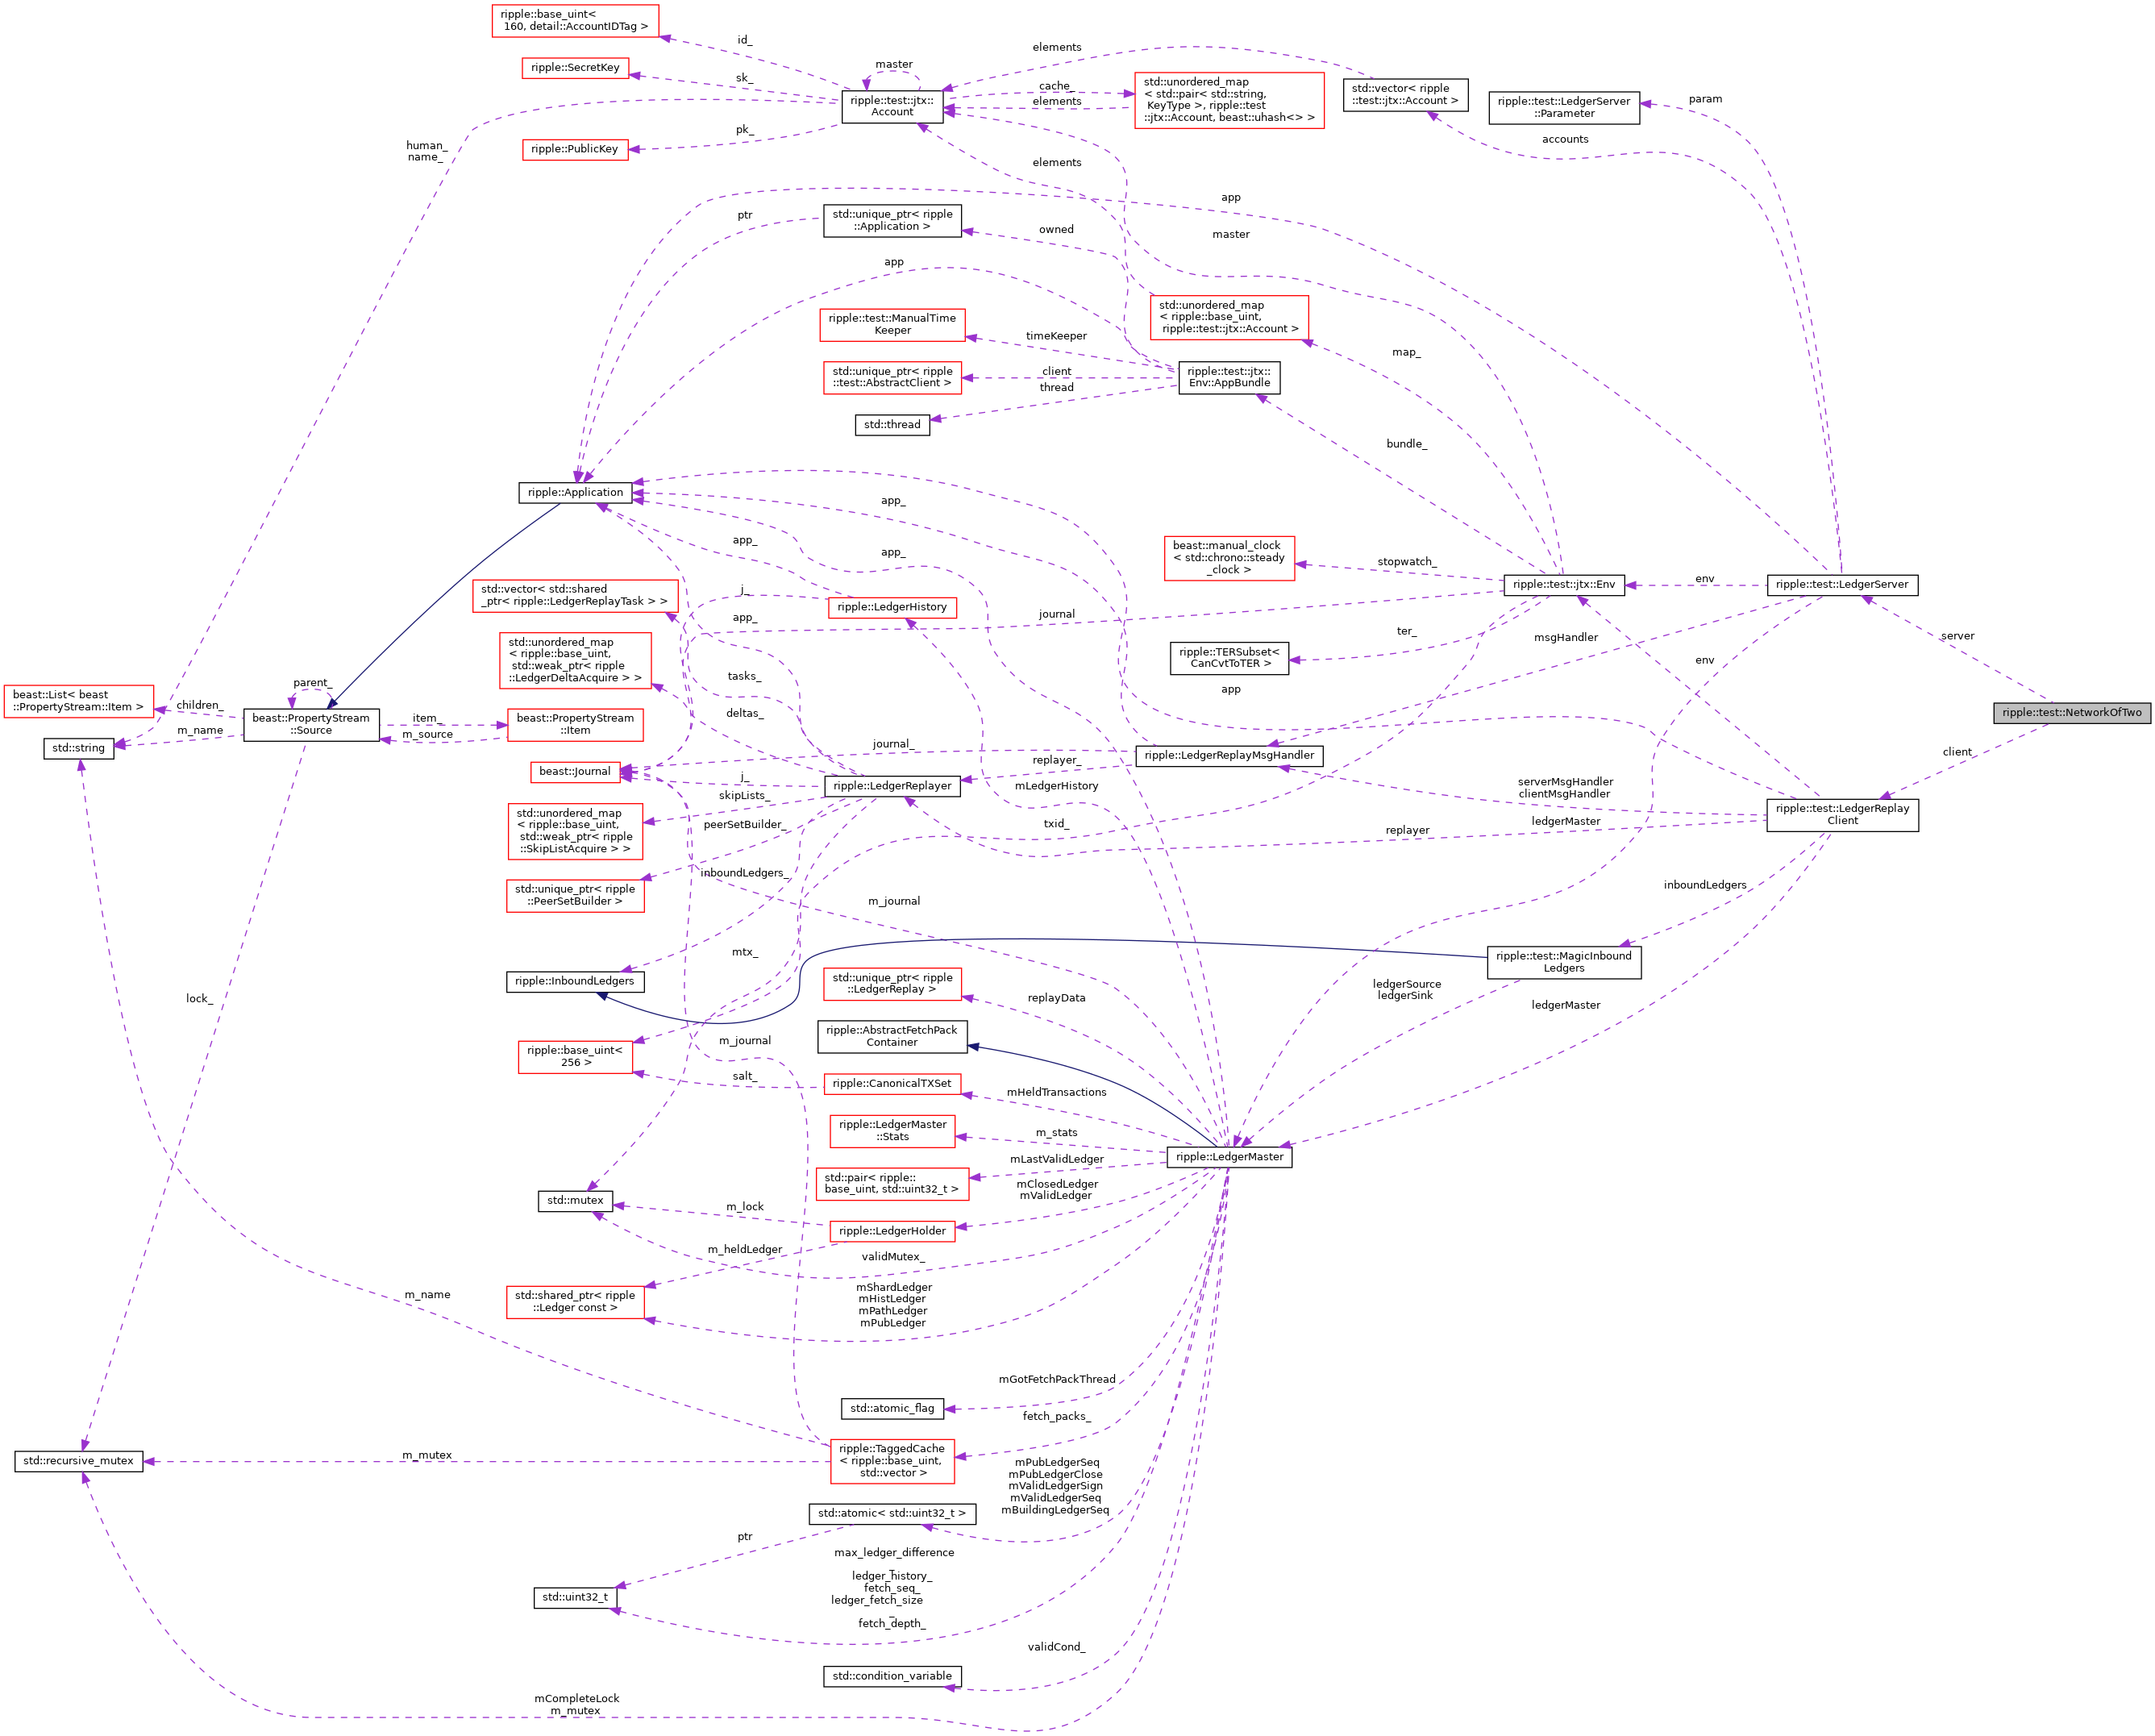 ripple::base_uint<
160, detail::AccountIDTag >
id_
ripple::SecretKey
sk_
ripple::PublicKey
pk_
human_
name_
master
ripple::test::jtx::
Account
cache_
elements
elements
std::unordered_map
< std::pair< std::string,
KeyType >, ripple::test
::jtx::Account, beast::uhash<> >
std::vector< ripple
::test::jtx::Account >
ripple::test::LedgerServer
::Parameter
param
accounts
elements
app
master
ptr
std::unique_ptr< ripple
::Application >
owned
app
ripple::test::ManualTime
Keeper
timeKeeper
std::unordered_map
< ripple::base_uint,
ripple::test::jtx::Account >
map_
std::unique_ptr< ripple
::test::AbstractClient >
client
thread
ripple::test::jtx::
Env::AppBundle
std::thread
bundle_
ripple::Application
app_
app_
app_
beast::manual_clock
< std::chrono::steady
_clock >
stopwatch_
ripple::test::jtx::Env
env
ripple::test::LedgerServer
std::vector< std::shared
_ptr< ripple::LedgerReplayTask > >
j_
ripple::LedgerHistory
app_
journal
ter_
msgHandler
server
std::unordered_map
< ripple::base_uint,
std::weak_ptr< ripple
::LedgerDeltaAcquire > >
ripple::TERSubset<
CanCvtToTER >
env
app
tasks_
deltas_
parent_
beast::List< beast
::PropertyStream::Item >
children_
beast::PropertyStream
::Source
item_
m_source
beast::PropertyStream
::Item
m_name
std::string
ripple::test::NetworkOfTwo
client
journal_
ripple::LedgerReplayMsgHandler
replayer_
beast::Journal
j_
ripple::LedgerReplayer
mLedgerHistory
serverMsgHandler
clientMsgHandler
ripple::test::LedgerReplay
Client
skipLists_
std::unordered_map
< ripple::base_uint,
std::weak_ptr< ripple
::SkipListAcquire > >
peerSetBuilder_
txid_
replayer
ledgerMaster
std::unique_ptr< ripple
::PeerSetBuilder >
inboundLedgers_
m_journal
inboundLedgers
mtx_
ripple::InboundLedgers
ripple::test::MagicInbound
Ledgers
std::unique_ptr< ripple
::LedgerReplay >
replayData
ledgerSource
ledgerSink
ledgerMaster
lock_
ripple::AbstractFetchPack
Container
ripple::base_uint<
256 >
m_journal
salt_
ripple::CanonicalTXSet
mHeldTransactions
ripple::LedgerMaster
::Stats
m_stats
ripple::LedgerMaster
std::pair< ripple::
base_uint, std::uint32_t >
mLastValidLedger
std::mutex
m_lock
mClosedLedger
mValidLedger
ripple::LedgerHolder
m_heldLedger
validMutex_
std::shared_ptr< ripple
::Ledger const >
mShardLedger
mHistLedger
mPathLedger
mPubLedger
m_name
mGotFetchPackThread
std::atomic_flag
fetch_packs_
std::recursive_mutex
m_mutex
ripple::TaggedCache
< ripple::base_uint,
std::vector >
mPubLedgerSeq
mPubLedgerClose
mValidLedgerSign
mValidLedgerSeq
mBuildingLedgerSeq
std::atomic< std::uint32_t >
ptr
max_ledger_difference
_
ledger_history_
fetch_seq_
ledger_fetch_size
_
fetch_depth_
std::uint32_t
validCond_
std::condition_variable
mCompleteLock
m_mutex